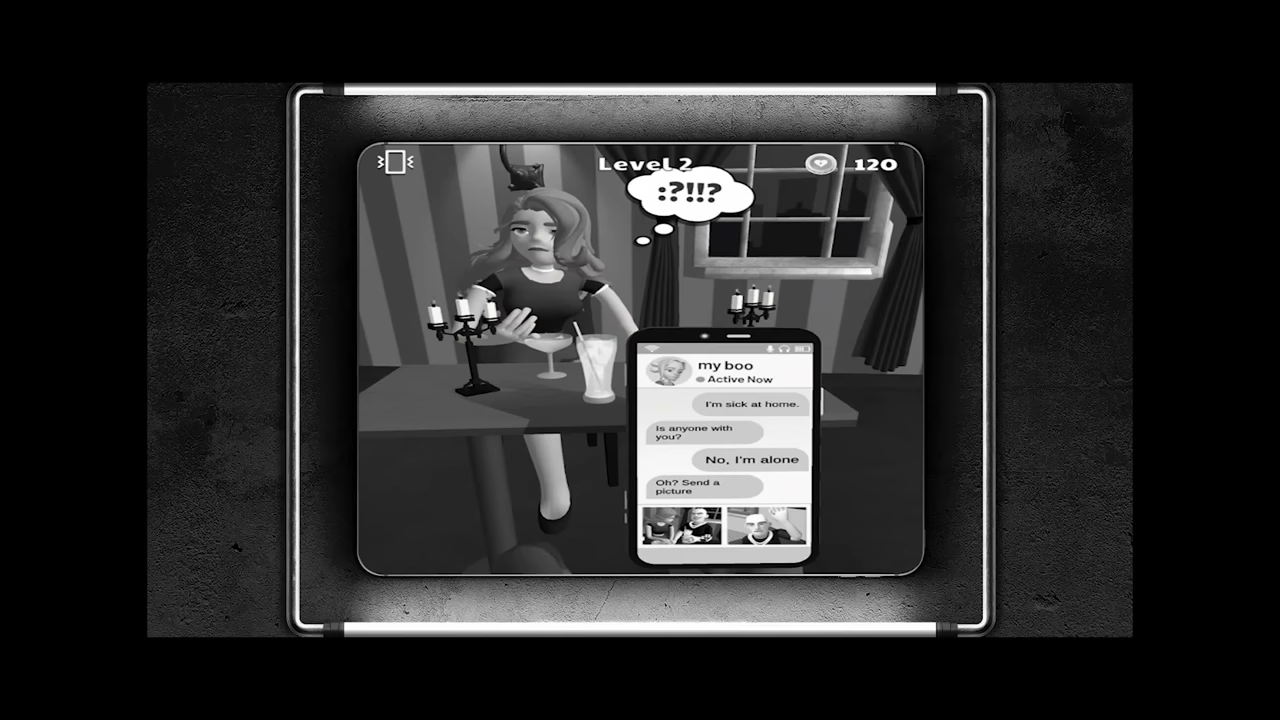 Level 2
120
:?!!?
my boo
Active Now
I'm sick at home.
Is anyone with
you?
No, I'm alone
Oh? Send a
picture